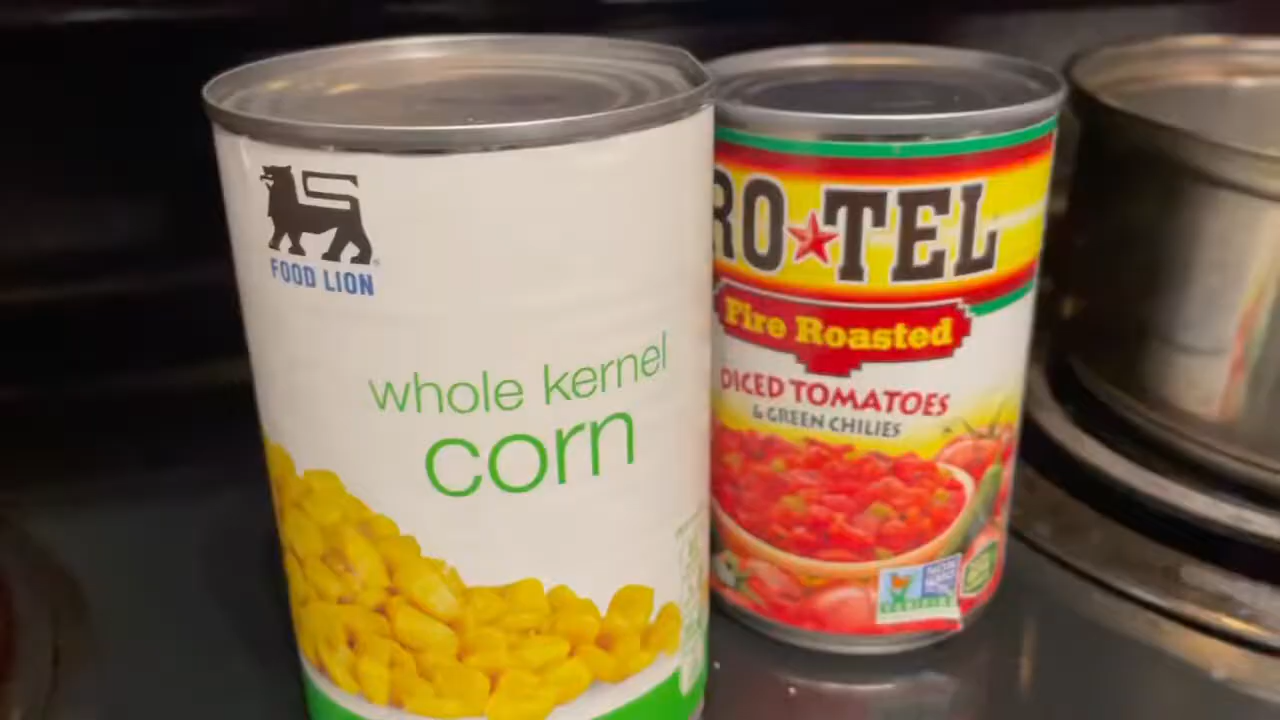 FOOD LION
whole kernel
corn
RO★TEL
Fire Roasted
DICED TOMATOES
& GREEN CHILIES